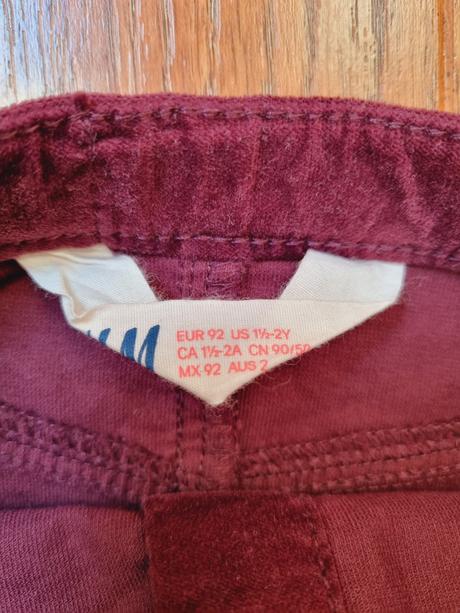 EUR 92 US 1½-2Y
CA 1½-2A CN 90/50
MX 92 AUS 2